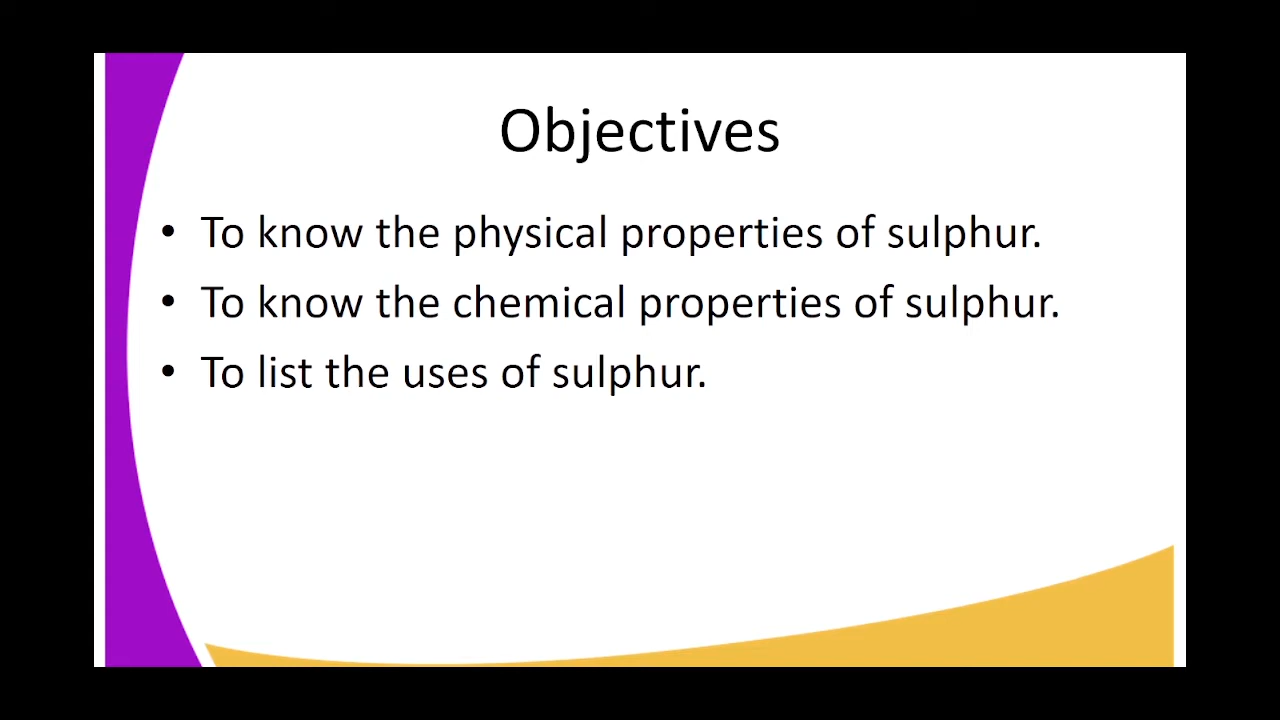 Objectives
• To know the physical properties of sulphur.
• To know the chemical properties of sulphur.
• To list the uses of sulphur.